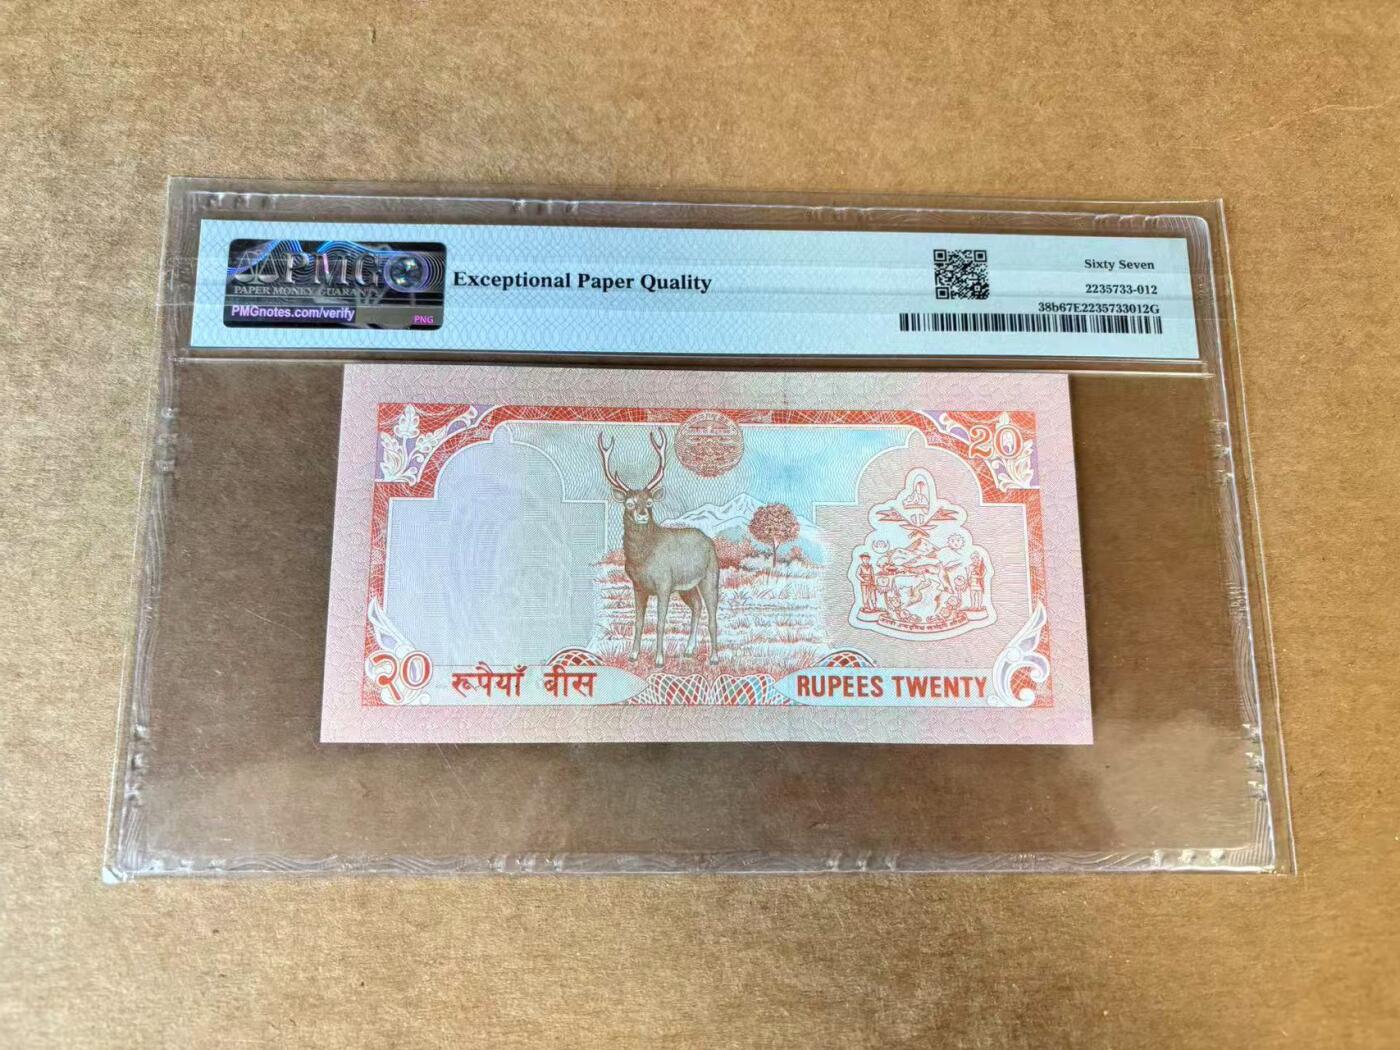 PMG
PAPER MONEY GUARANTY
PMGnotes.com/verify
PNG
Exceptional Paper Quality
Sixty Seven
2235733-012
38b67E2235733012G
20
२०
रूपैयाँ बीस
RUPEES TWENTY